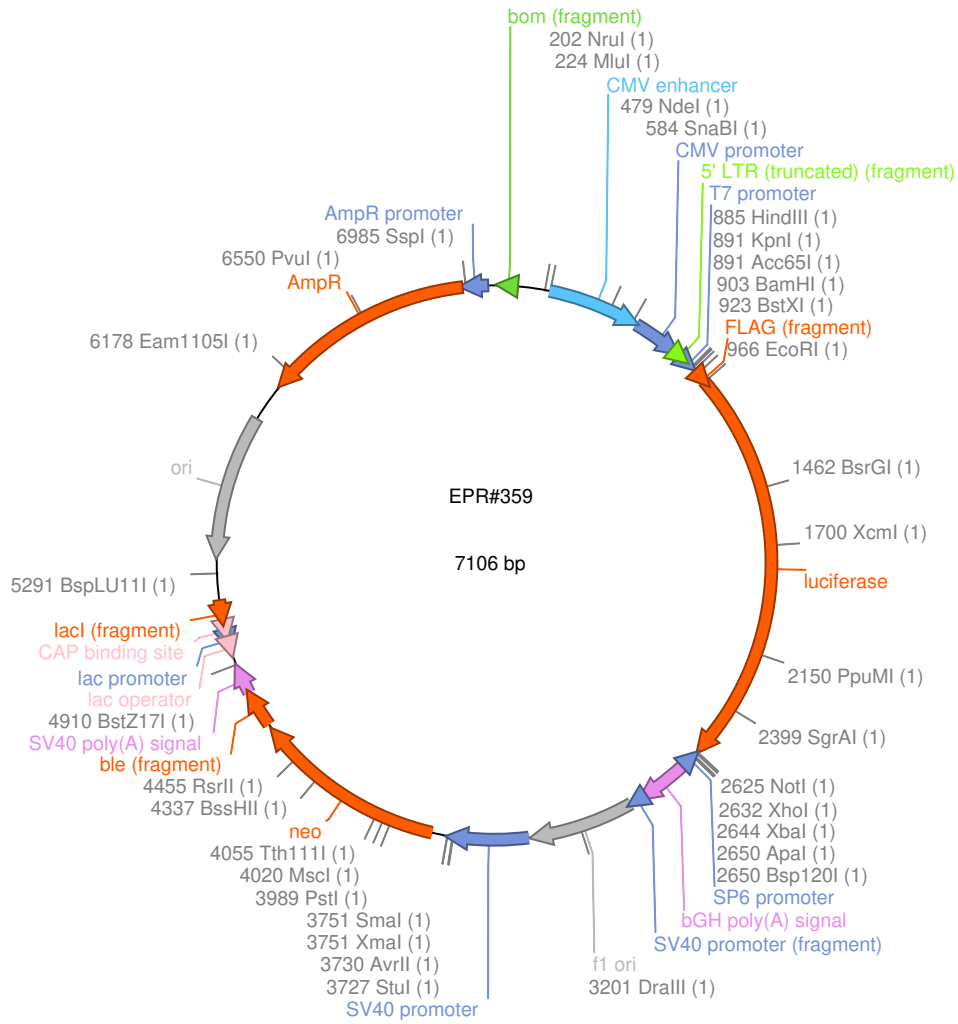 bom (fragment)
202 NruI (1)
224 MluI (1)
CMV enhancer
479 NdeI (1)
584 SnaBI (1)
CMV promoter
5' LTR (truncated) (fragment)
T7 promoter
885 HindIII (1)
891 KpnI (1)
891 Acc65I (1)
903 BamHI (1)
923 BstXI (1)
FLAG (fragment)
966 EcoRI (1)
1462 BsrGI (1)
1700 XcmI (1)
luciferase
2150 PpuMI (1)
2399 SgrAI (1)
2625 NotI (1)
2632 XhoI (1)
2644 XbaI (1)
2650 ApaI (1)
2650 Bsp120I (1)
SP6 promoter
bGH poly(A) signal
SV40 promoter (fragment)
f1 ori
3201 DraIII (1)
SV40 promoter
3727 StuI (1)
3730 AvrII (1)
3751 XmaI (1)
3751 SmaI (1)
3989 PstI (1)
4020 MscI (1)
4055 Tth111I (1)
neo
4337 BssHII (1)
4455 RsrII (1)
ble (fragment)
SV40 poly(A) signal
4910 BstZ17I (1)
lac operator
lac promoter
CAP binding site
lacI (fragment)
5291 BspLU11I (1)
ori
6178 Eam1105I (1)
AmpR
6550 PvuI (1)
6985 SspI (1)
AmpR promoter
EPR#359
7106 bp